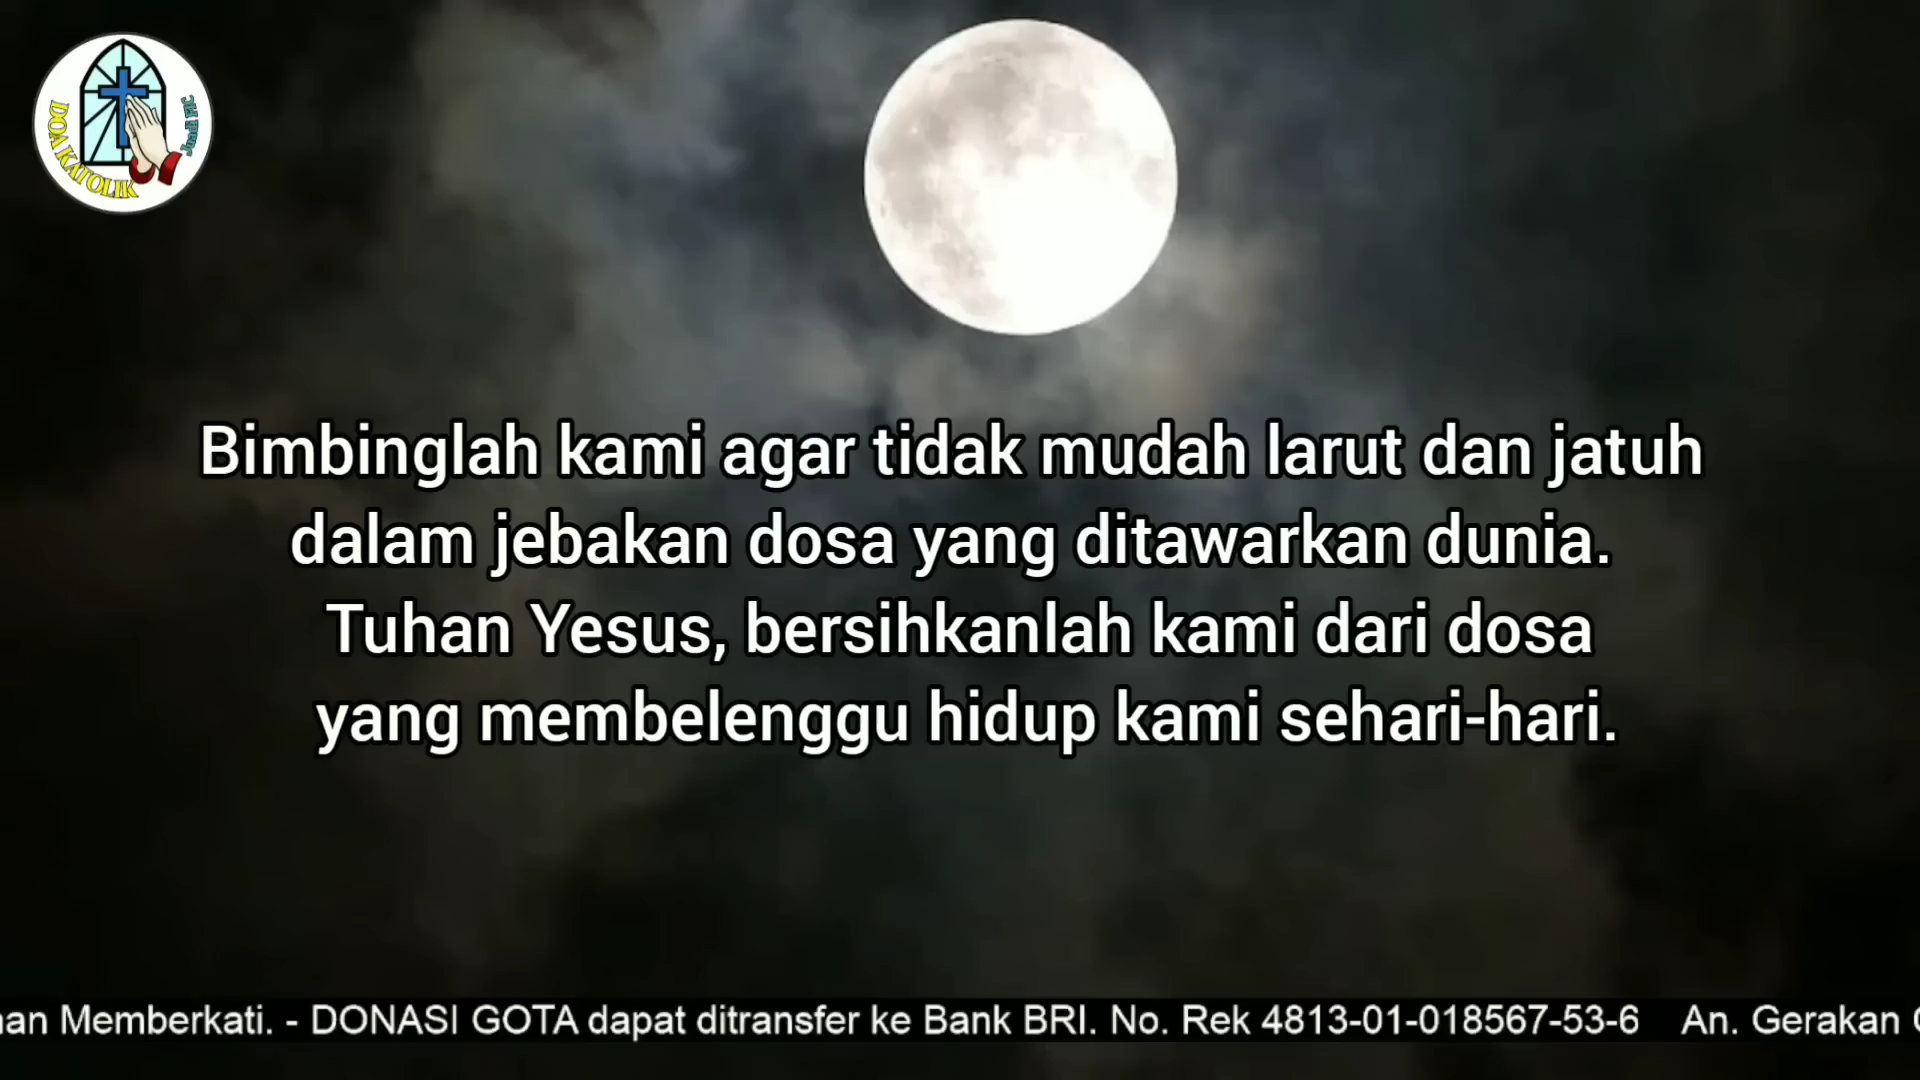 DOA KATOLIK
Juadi FIC
Bimbinglah kami agar tidak mudah larut dan jatuh
dalam jebakan dosa yang ditawarkan dunia.
Tuhan Yesus, bersihkanlah kami dari dosa
yang membelenggu hidup kami sehari-hari.
Memberkati. - DONASI GOTA dapat ditransfer ke Bank BRI. No. Rek 4813-01-018567-53-6 An. Gerakan